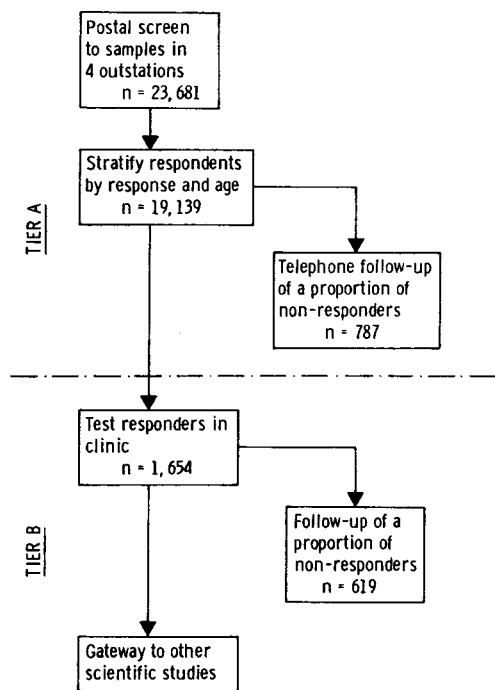 Postal screen
to samples in
4 outstations
n = 23,681
Stratify respondents
by response and age
n = 19,139
TIER A
Telephone follow-up
of a proportion of
non-responders
n = 787
Test responders in
clinic
n = 1,654
TIER B
Follow-up of a
proportion of
non-responders
n = 619
Gateway to other
scientific studies